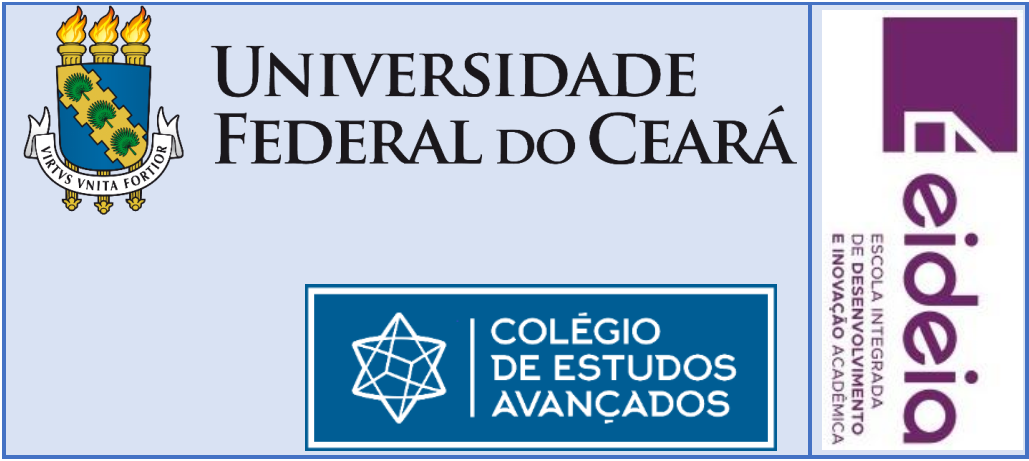 UNIVERSIDADE
FEDERAL DO CEARÁ
VIRTVS VNITA FORTIOR
COLÉGIO
DE ESTUDOS
AVANÇADOS
eideia
ESCOLA INTEGRADA
DE DESENVOLVIMENTO
E INOVAÇÃO ACADÊMICA